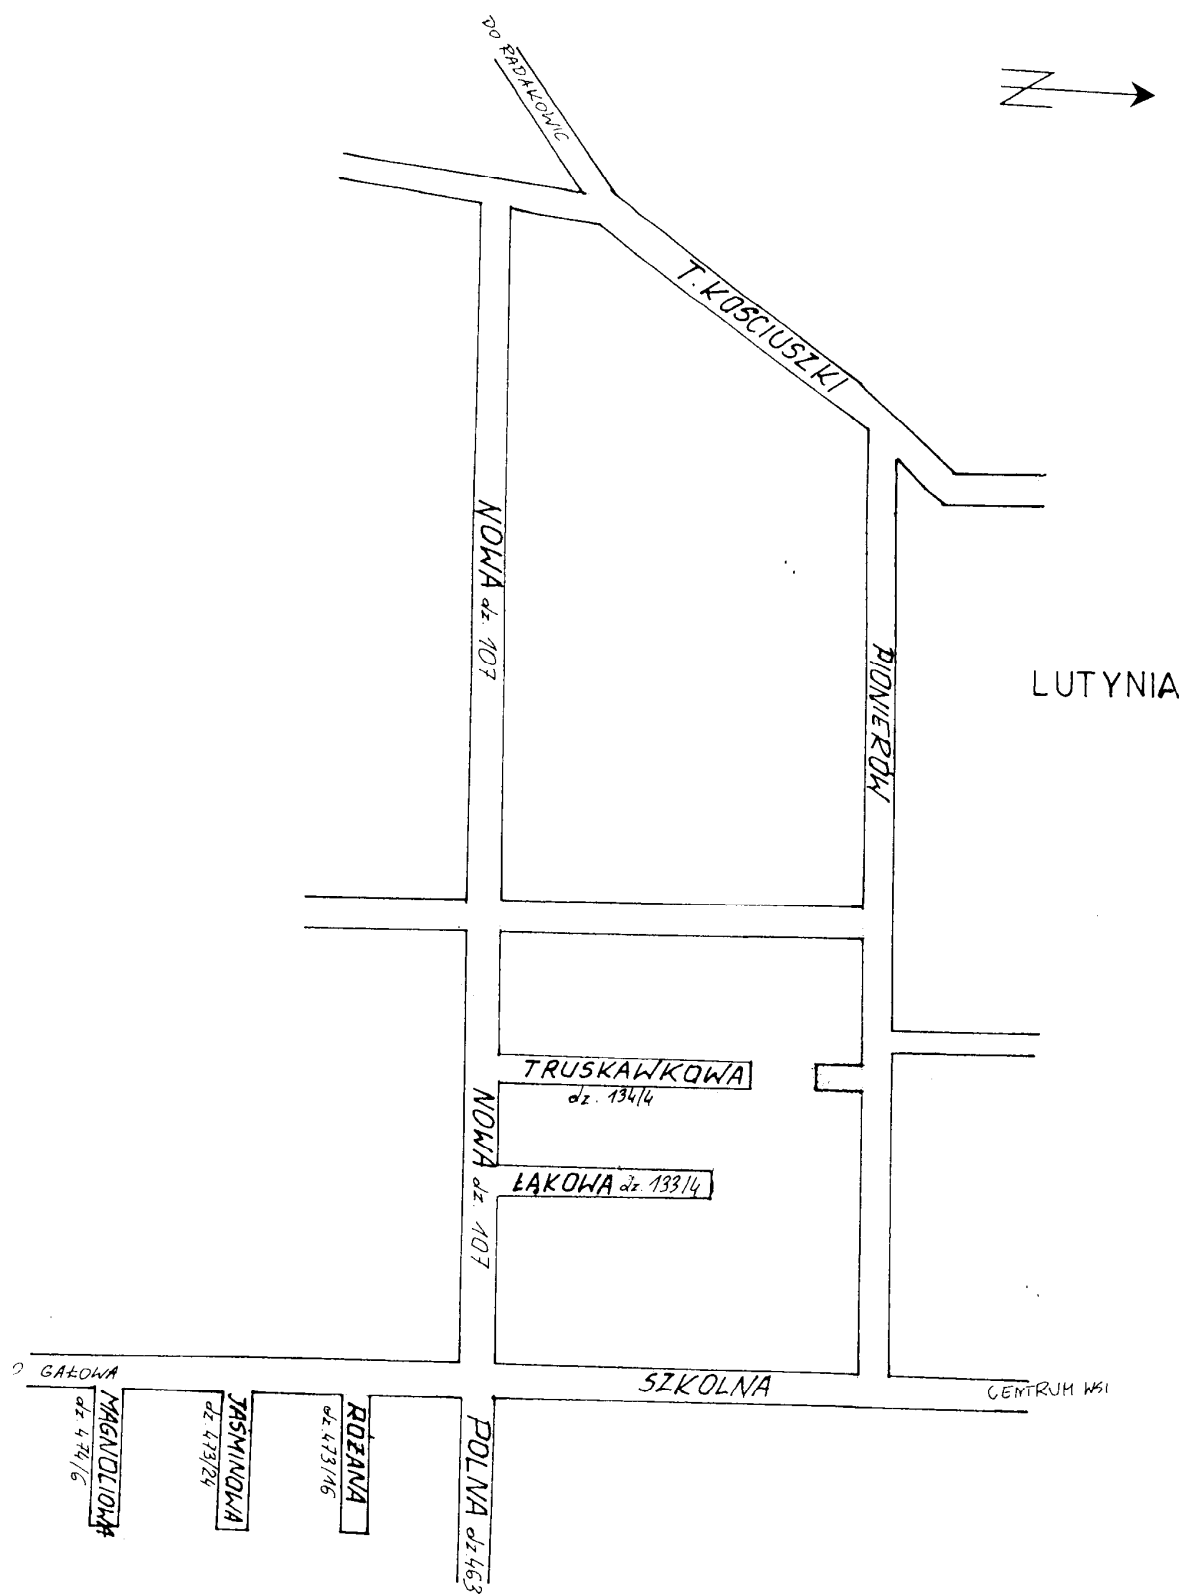 DO RADAKOWIC
T. KOŚCIUSZKI
NOWA dz. 107
PIONIERÓW
LUTYNIA
TRUSKAWKOWA
dz. 134/4
NOWA dz. 107
ŁĄKOWA dz. 133/4
GAŁOWA
SZKOLNA
CENTRUM WSI
MAGNOLIOWA
dz. 474/6
JAŚMINOWA
dz. 473/24
RÓŻANA
dz. 473/16
POLNA dz. 463